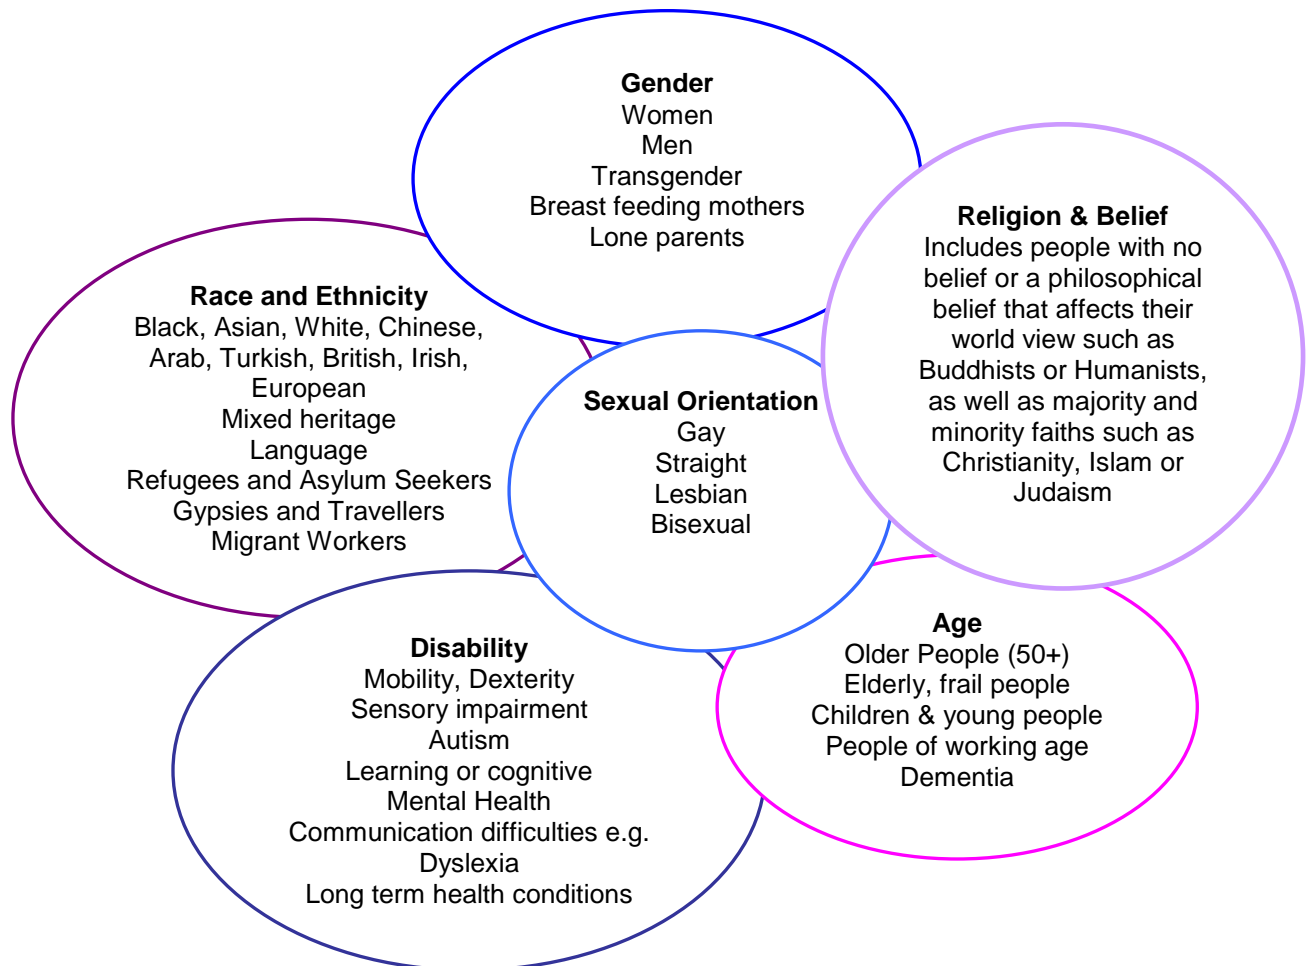 Gender
Women
Men
Transgender
Breast feeding mothers
Lone parents
Religion & Belief
Includes people with no
belief or a philosophical
belief that affects their
world view such as
Buddhists or Humanists,
as well as majority and
minority faiths such as
Christianity, Islam or
Judaism
Race and Ethnicity
Black, Asian, White, Chinese,
Arab, Turkish, British, Irish,
European
Mixed heritage
Language
Refugees and Asylum Seekers
Gypsies and Travellers
Migrant Workers
Sexual Orientation
Gay
Straight
Lesbian
Bisexual
Disability
Mobility, Dexterity
Sensory impairment
Autism
Learning or cognitive
Mental Health
Communication difficulties e.g.
Dyslexia
Long term health conditions
Age
Older People (50+)
Elderly, frail people
Children & young people
People of working age
Dementia